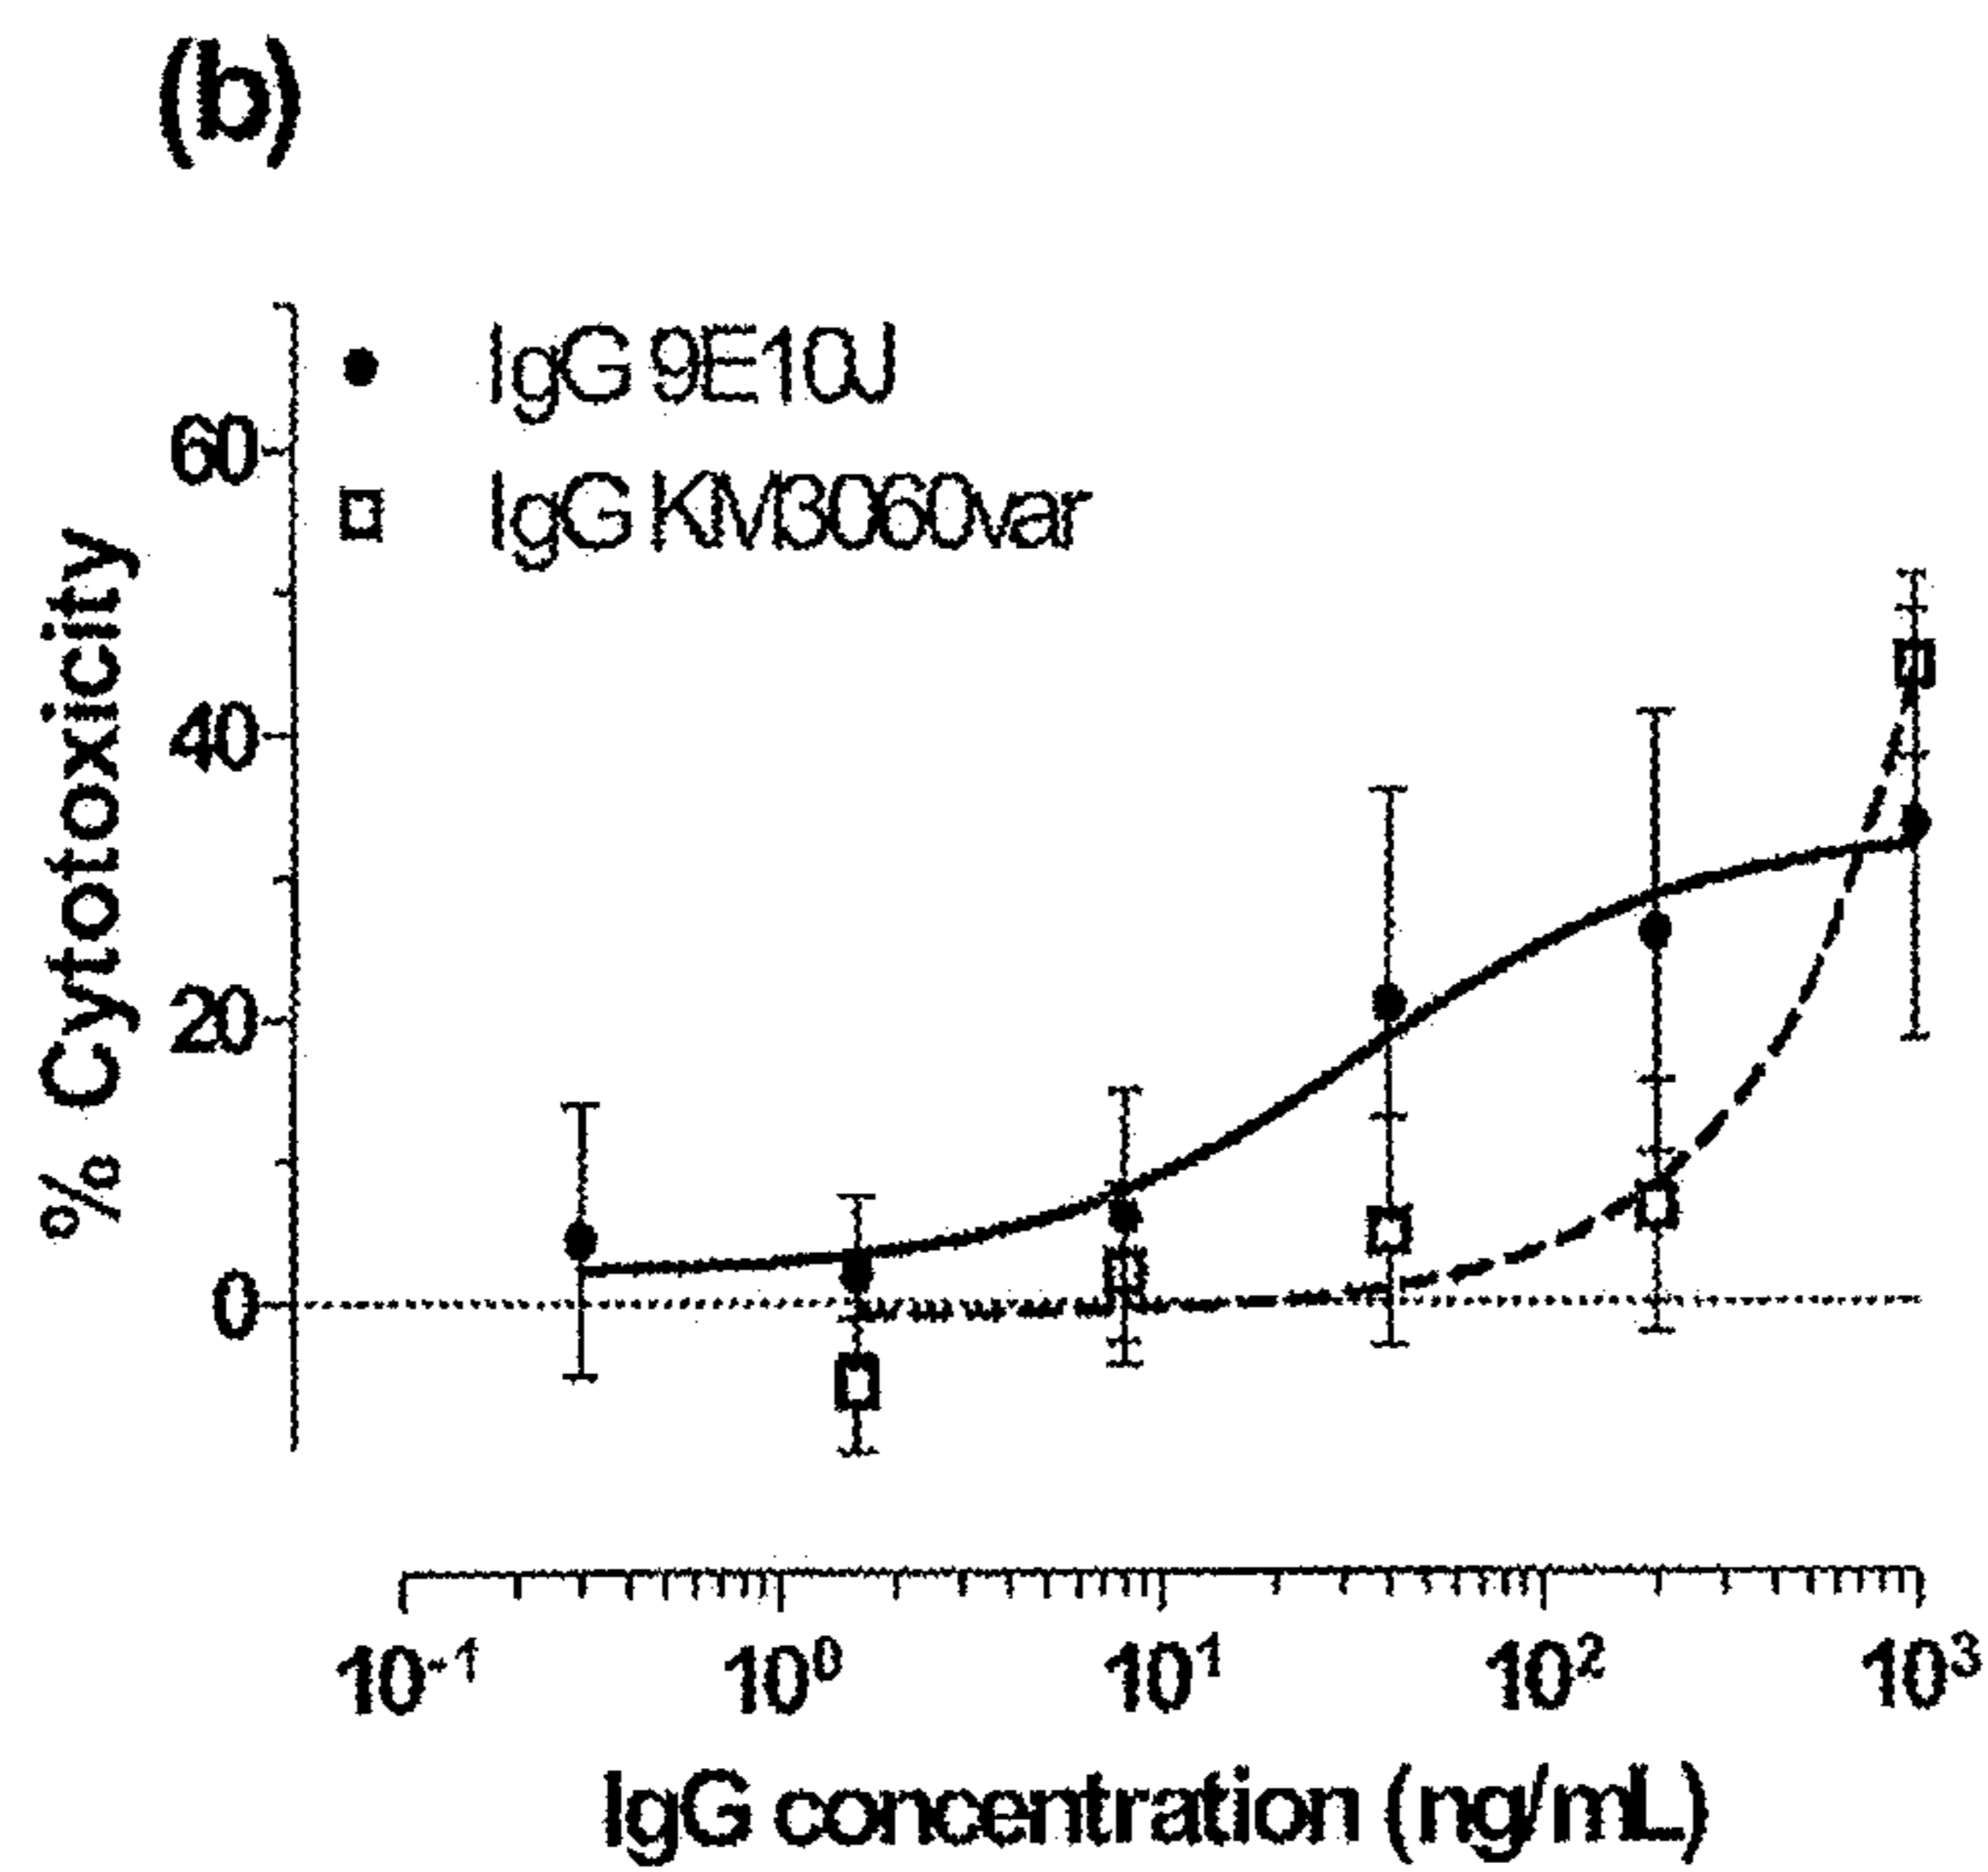 (b)
IgG 9E10J
IgG KM3060var
% Cytotoxicity
60
40
20
0
10-1 100 101 102 103
IgG concentration (ng/mL)